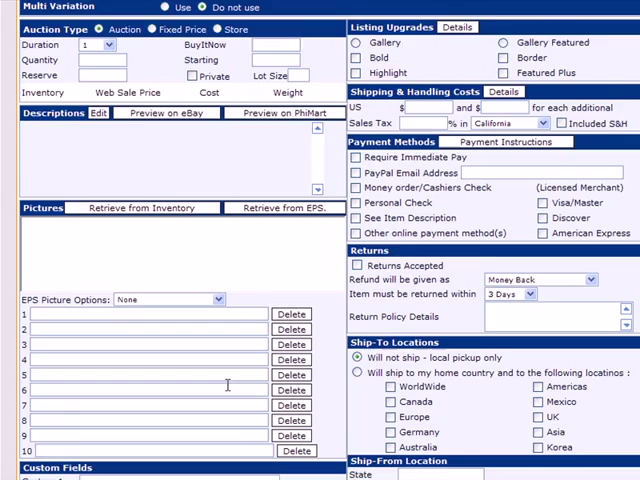 Multi Variation Use Do not use
Auction Type Auction Fixed Price Store
Duration 1 BuyItNow
Quantity Starting
Reserve Private Lot Size
Inventory Web Sale Price Cost Weight
Descriptions Edit Preview on eBay Preview on PhiMart
Pictures Retrieve from Inventory Retrieve from EPS.
EPS Picture Options: None
1 Delete
2 Delete
3 Delete
4 Delete
5 Delete
6 Delete
7 Delete
8 Delete
9 Delete
10 Delete
Custom Fields
Listing Upgrades Details
Gallery Gallery Featured
Bold Border
Highlight Featured Plus
Shipping & Handling Costs Details
US $ and $ for each additional
Sales Tax % in California Included S&H
Payment Methods Payment Instructions
Require Immediate Pay
PayPal Email Address
Money order/Cashiers Check (Licensed Merchant)
Personal Check Visa/Master
See Item Description Discover
Other online payment method(s) American Express
Returns
Returns Accepted
Refund will be given as Money Back
Item must be returned within 3 Days
Return Policy Details
Ship-To Locations
Will not ship - local pickup only
Will ship to my home country and to the following locatinos :
WorldWide Americas
Canada Mexico
Europe UK
Germany Asia
Australia Korea
Ship-From Location
State